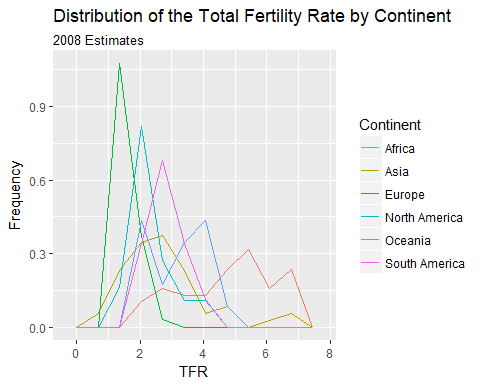 Distribution of the Total Fertility Rate by Continent
2008 Estimates
Frequency
0.9
0.6
0.3
0.0
0
2
4
6
8
TFR
Continent
Africa
Asia
Europe
North America
Oceania
South America